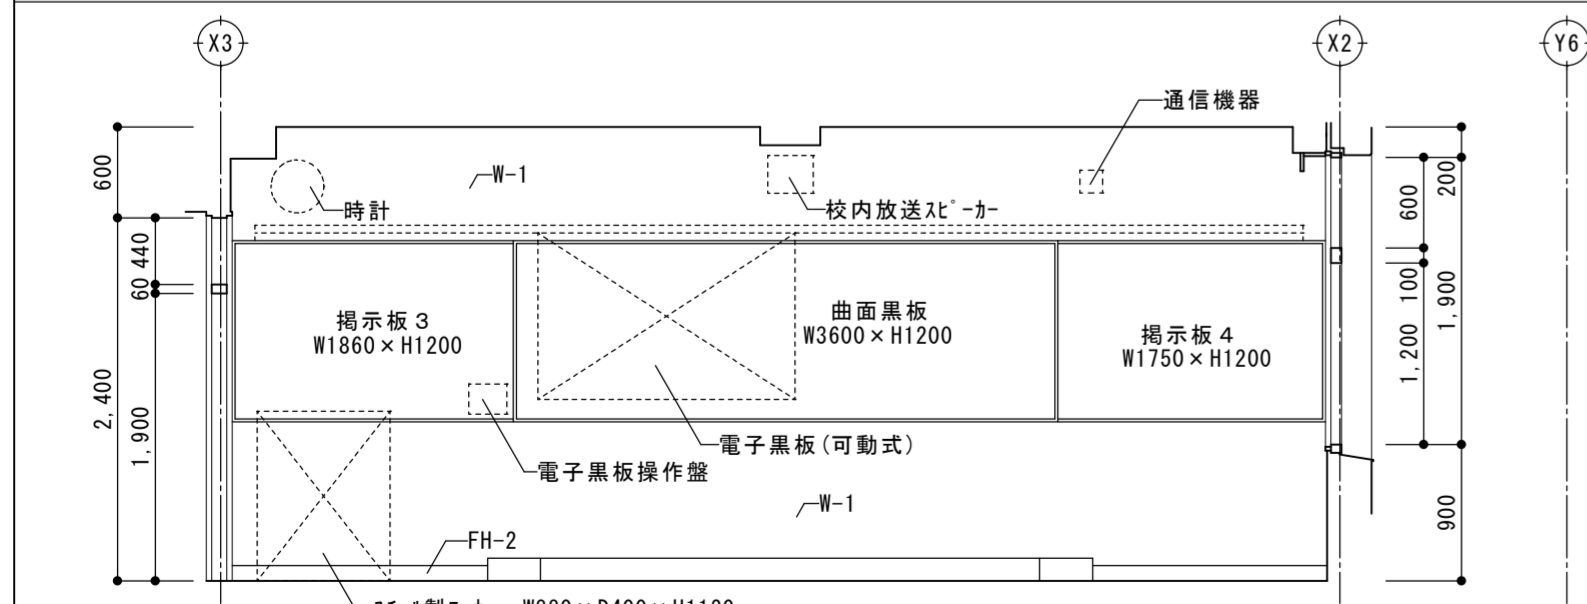 X3
X2
Y6
通信機器
600
W-1
600
200
時計
校内放送ｽﾋﾟｰｶｰ
440
60
掲示板３
W1860×H1200
曲面黒板
W3600×H1200
掲示板４
W1750×H1200
100
1,900
1,200
2,400
1,900
電子黒板(可動式)
電子黒板操作盤
W-1
900
FH-2